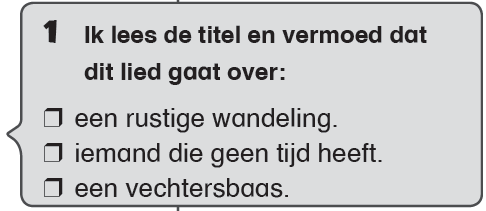 1 Ik lees de titel en vermoed dat
dit lied gaat over:
❒ een rustige wandeling.
❒ iemand die geen tijd heeft.
❒ een vechtersbaas.